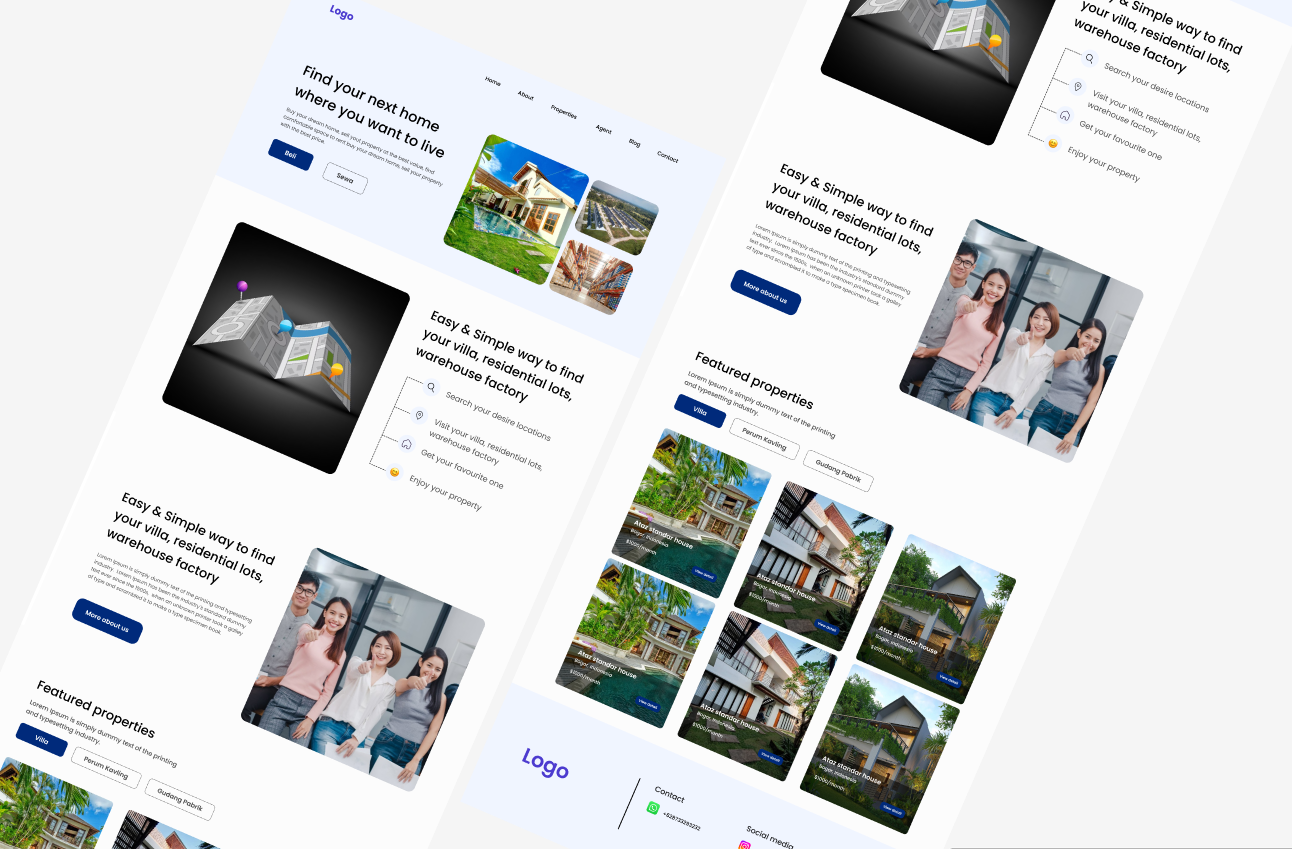 Logo
Home
About
Properties
Agent
Blog
Contact
Find your next home
where you want to live
Buy your dream home, sell yout property at the best value, find
comfortable space to rent buy your dream home, sell your property
with the best price.
Beli
Sewa
Easy & Simple way to find
your villa, residential lots,
warehouse factory
Search your desire locations
Visit your villa, residential lots,
warehouse factory
Get your favourite one
Enjoy your property
Easy & Simple way to find
your villa, residential lots,
warehouse factory
Lorem Ipsum is simply dummy text of the printing and typesetting
industry. Lorem Ipsum has been the industry's standard dummy
text ever since the 1500s, when an unknown printer took a galley
of type and scrambled it to make a type specimen book.
More about us
Featured properties
Lorem Ipsum is simply dummy text of the printing
and typesetting industry.
Villa
Perum Kavling
Gudang Pabrik
& Simple way to find
your villa, residential lots,
warehouse factory
Search your desire locations
Visit your villa, residential lots,
warehouse factory
Get your favourite one
Enjoy your property
Easy & Simple way to find
your villa, residential lots,
warehouse factory
Lorem Ipsum is simply dummy text of the printing and typesetting
industry. Lorem Ipsum has been the industry's standard dummy
text ever since the 1500s, when an unknown printer took a galley
of type and scrambled it to make a type specimen book.
More about us
Featured properties
Lorem Ipsum is simply dummy text of the printing
and typesetting industry.
Villa
Perum Kavling
Gudang Pabrik
Ataz standar house
Bogor, Indonesia
$1000/month
View detail
Ataz standar house
Bogor, Indonesia
$1000/month
View detail
Ataz standar house
Bogor, Indonesia
$1000/month
View detail
Ataz standar house
Bogor, Indonesia
$1000/month
View detail
Ataz standar house
Bogor, Indonesia
$1000/month
View detail
Ataz standar house
Bogor, Indonesia
$1000/month
View detail
Logo
Contact
Social media